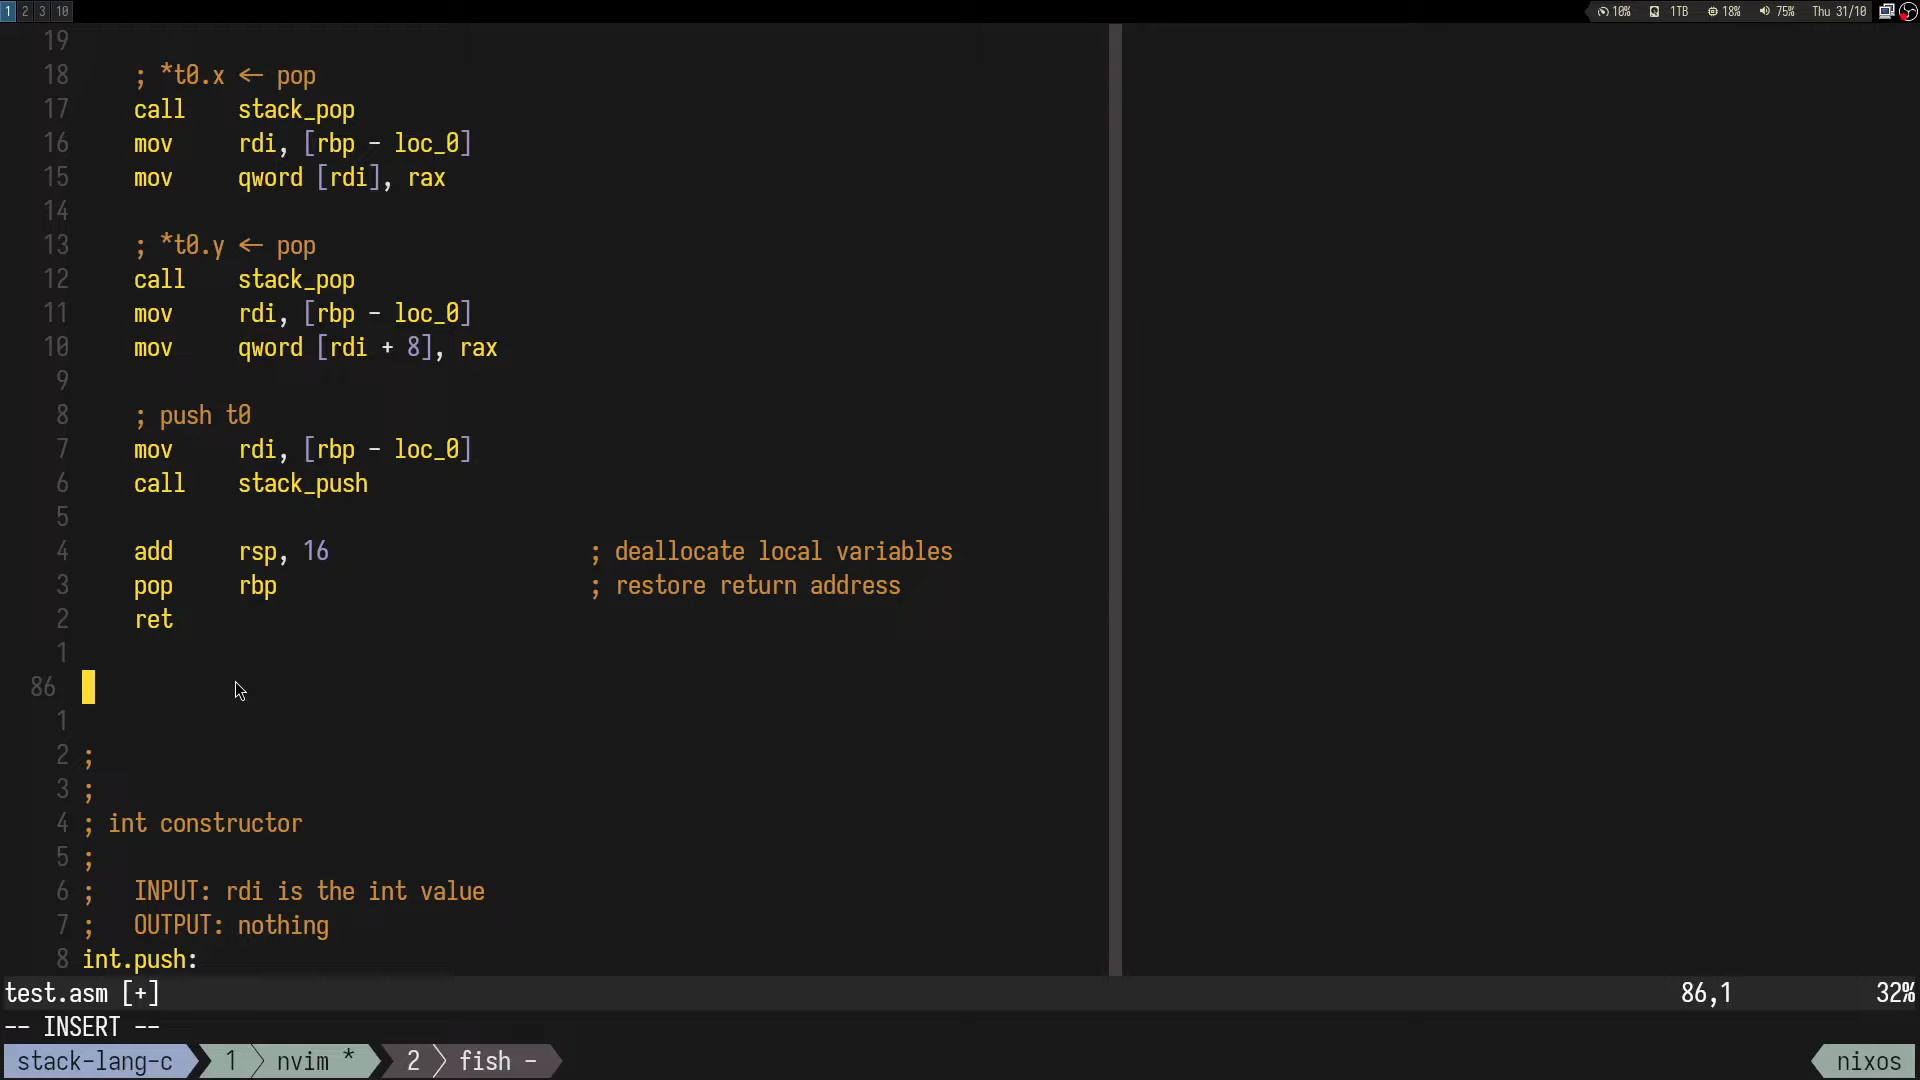 1 2 3 10 10% 1TB 18% 75% Thu 31/10
19
18 ; *t0.x <- pop
17 call stack_pop
16 mov rdi, [rbp - loc_0]
15 mov qword [rdi], rax
14
13 ; *t0.y <- pop
12 call stack_pop
11 mov rdi, [rbp - loc_0]
10 mov qword [rdi + 8], rax
9
8 ; push t0
7 mov rdi, [rbp - loc_0]
6 call stack_push
5
4 add rsp, 16 ; deallocate local variables
3 pop rbp ; restore return address
2 ret
1
86
1
2 ;
3 ;
4 ; int constructor
5 ;
6 ; INPUT: rdi is the int value
7 ; OUTPUT: nothing
8 int.push:
test.asm [+] 86,1 32%
-- INSERT --
stack-lang-c 1 nvim * 2 fish - nixos